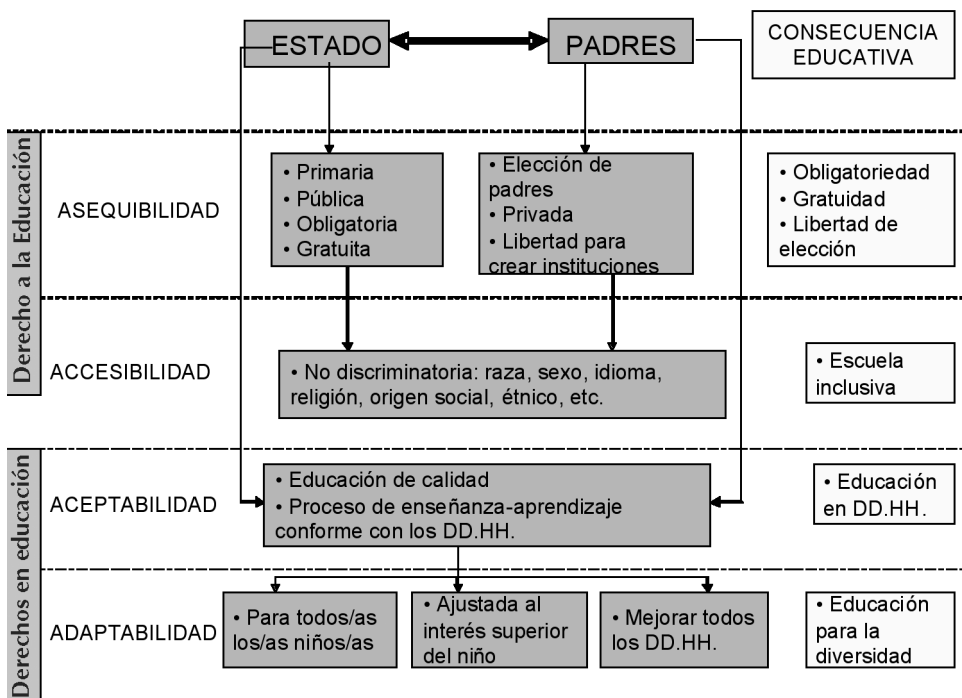 ESTADO
PADRES
CONSECUENCIA
EDUCATIVA
Derecho a la Educación
ASEQUIBILIDAD
• Primaria
• Pública
• Obligatoria
• Gratuita
• Elección de
padres
• Privada
• Libertad para
crear instituciones
• Obligatoriedad
• Gratuidad
• Libertad de
elección
ACCESIBILIDAD
• No discriminatoria: raza, sexo, idioma,
religión, origen social, étnico, etc.
• Escuela
inclusiva
Derechos en educación
ACEPTABILIDAD
• Educación de calidad
• Proceso de enseñanza-aprendizaje
conforme con los DD.HH.
• Educación
en DD.HH.
ADAPTABILIDAD
• Para todos/as
los/as niños/as
• Ajustada al
interés superior
del niño
• Mejorar todos
los DD.HH.
• Educación
para la
diversidad